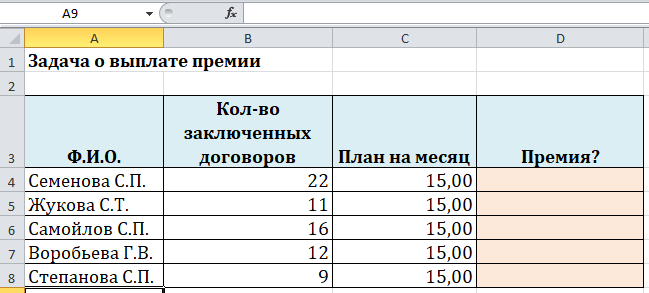 A9
fx
A B C D
1 Задача о выплате премии
2
3 Ф.И.О. Кол-во заключенных договоров План на месяц Премия?
4 Семенова С.П. 22 15,00
5 Жукова С.Т. 11 15,00
6 Самойлов С.П. 16 15,00
7 Воробьева Г.В. 12 15,00
8 Степанова С.П. 9 15,00